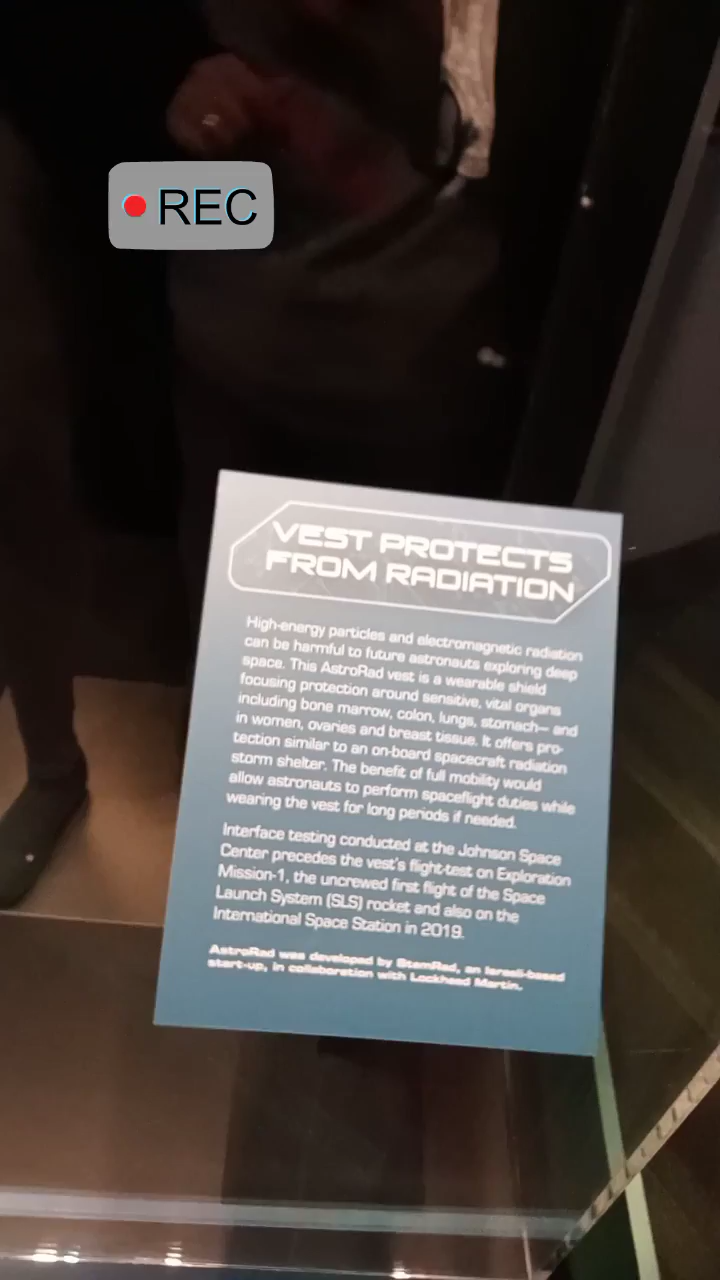 REC
VEST PROTECTS
FROM RADIATION
High-energy particles and electromagnetic radiation
can be harmful to future astronauts exploring deep
space. This AstroRad vest is a wearable shield
focusing protection around sensitive, vital organs
including bone marrow, colon, lungs, stomach— and
in women, ovaries and breast tissue. It offers pro-
tection similar to an on-board spacecraft radiation
storm shelter. The benefit of full mobility would
allow astronauts to perform spaceflight duties while
wearing the vest for long periods if needed.
Interface testing conducted at the Johnson Space
Center precedes the vest's flight-test on Exploration
Mission-1, the uncrewed first flight of the Space
Launch System (SLS) rocket and also on the
International Space Station in 2019.
AstroRad was developed by StemRad, an Israeli-based
start-up, in collaboration with Lockheed Martin.